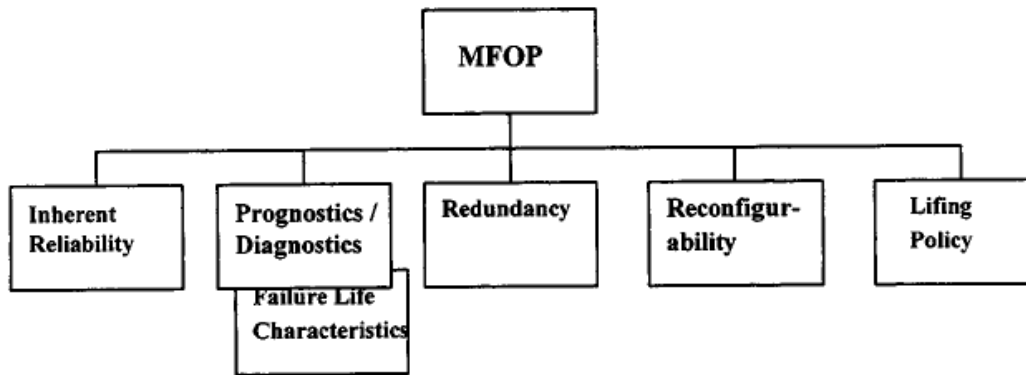 MFOP
Inherent
Reliability
Prognostics /
Diagnostics
Redundancy
Reconfigur-
ability
Lifing
Policy
Failure Life
Characteristics